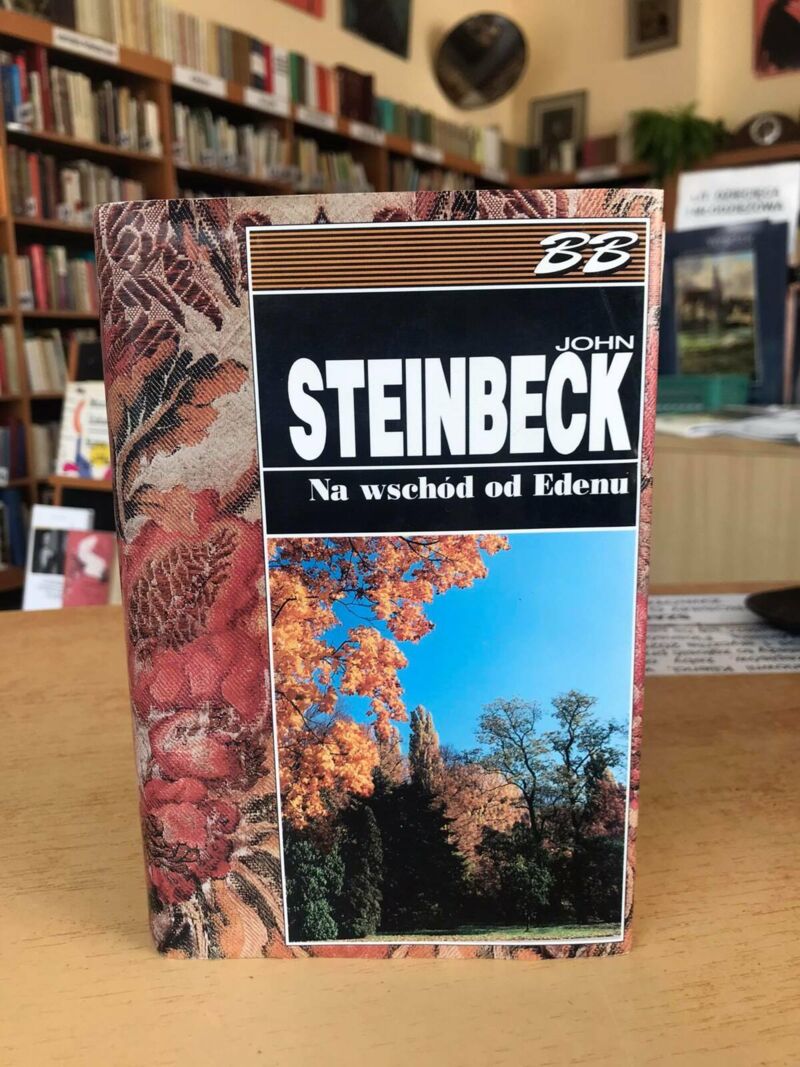 BB
JOHN
STEINBECK
Na wschód od Edenu